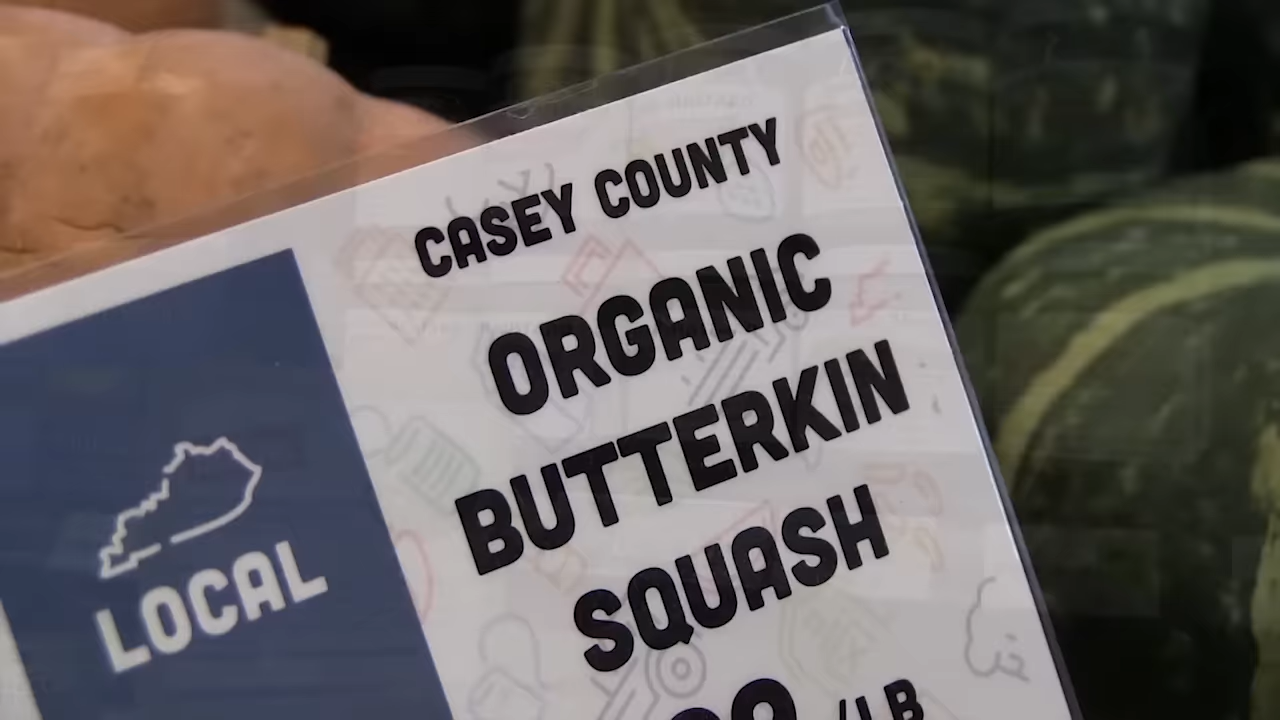 CASEY COUNTY
ORGANIC
BUTTERKIN
SQUASH
/LB
LOCAL